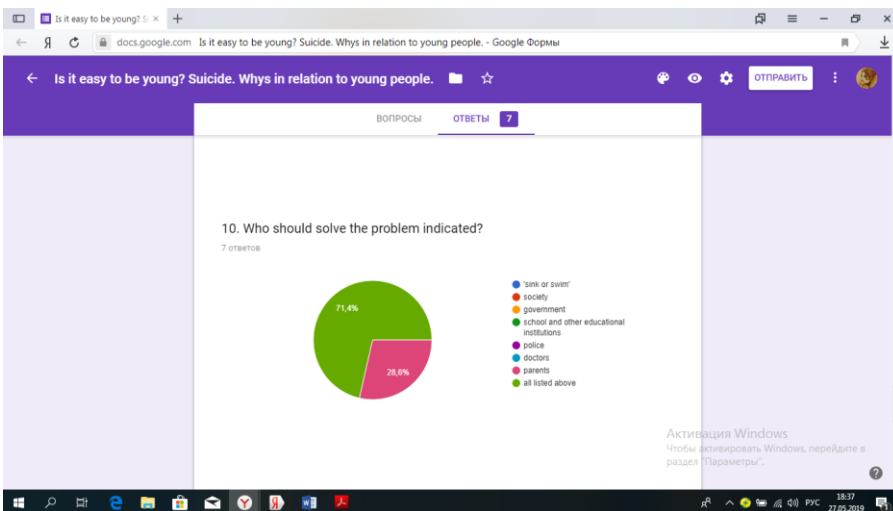 Is it easy to be young? S
docs.google.com Is it easy to be young? Suicide. Whys in relation to young people. - Google Формы
Is it easy to be young? Suicide. Whys in relation to young people.
ОТПРАВИТЬ
ВОПРОСЫ ОТВЕТЫ 7
10. Who should solve the problem indicated?
7 ответов
71,4%
28,6%
'sink or swim'
society
government
school and other educational
institutions
police
doctors
parents
all listed above
Активация Windows
Чтобы активировать Windows, перейдите в
раздел "Параметры".
РУС 18:37
27.05.2019